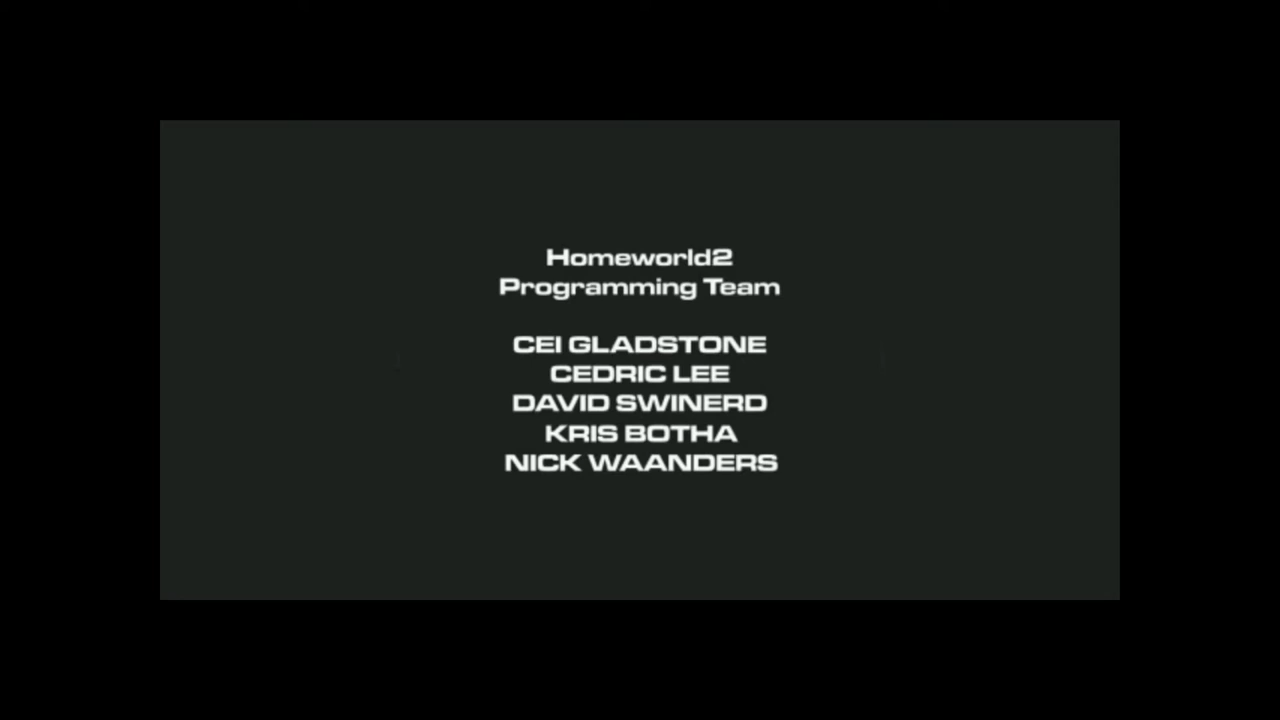 Homeworld2
Programming Team
CEI GLADSTONE
CEDRIC LEE
DAVID SWINERD
KRIS BOTHA
NICK WAANDERS